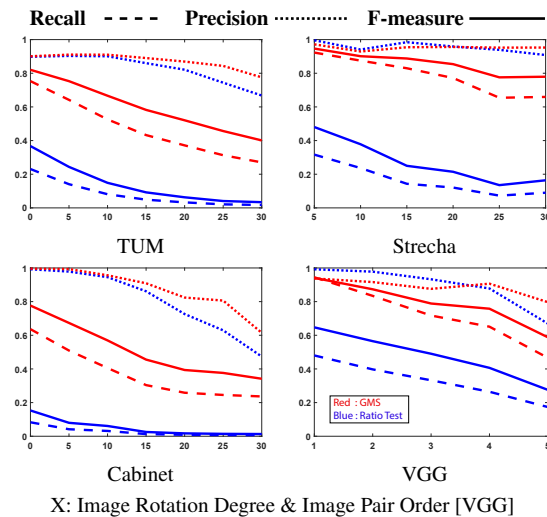 Recall Precision F-measure
1
0.8
0.6
0.4
0.2
0
0 5 10 15 20 25 30
TUM
1
0.8
0.6
0.4
0.2
0
5 10 15 20 25 30
Strecha
1
0.8
0.6
0.4
0.2
0
0 5 10 15 20 25 30
Cabinet
1
0.8
0.6
0.4
0.2
0
Red : GMS
Blue : Ratio Test
1 2 3 4 5
VGG
X: Image Rotation Degree & Image Pair Order [VGG]